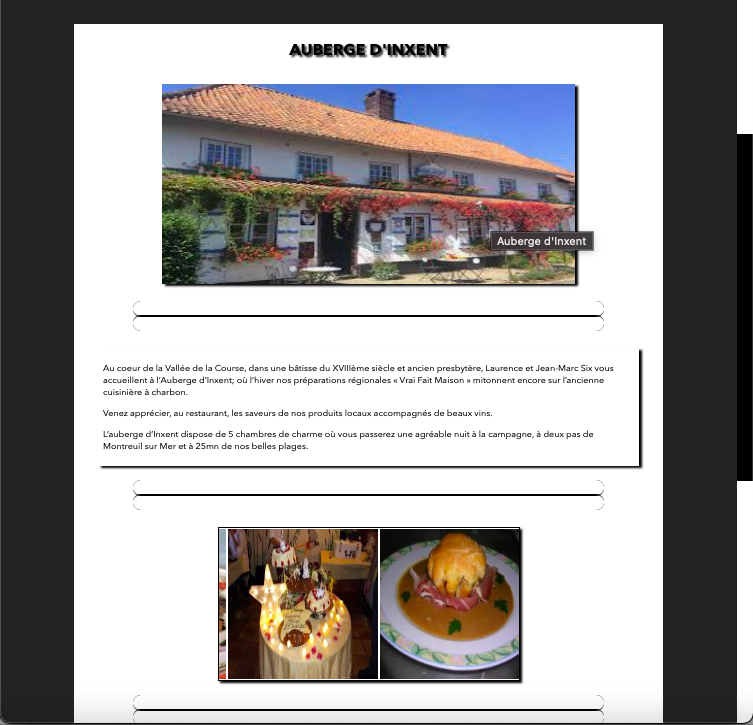 AUBERGE D'INXENT
Auberge d'Inxent
Au coeur de la Vallée de la Course, dans une bâtisse du XVIIIème siècle et ancien presbytère, Laurence et Jean-Marc Six vous
accueillent à l'Auberge d'Inxent; où l'hiver nos préparations régionales « Vrai Fait Maison » mitonnent encore sur l'ancienne
cuisinière à charbon.
Venez apprécier, au restaurant, les saveurs de nos produits locaux accompagnés de beaux vins.
L'auberge d'Inxent dispose de 5 chambres de charme où vous passerez une agréable nuit à la campagne, à deux pas de
Montreuil sur Mer et à 25mn de nos belles plages.